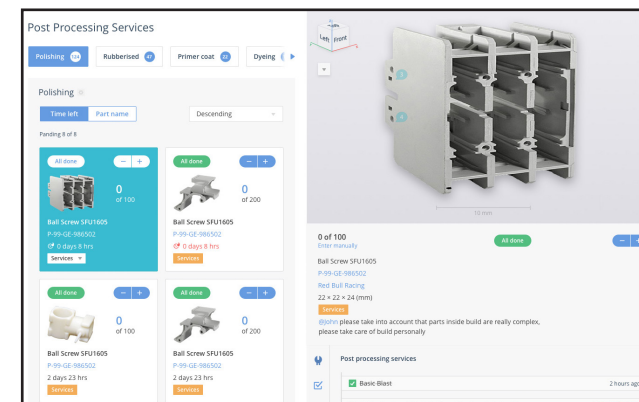 Post Processing Services
Polishing 104
Rubberised 47
Primer coat 22
Dyeing
Polishing
Time left
Part name
Descending
Panding 8 of 8
All done
− +
0
of 100
Ball Screw SFU1605
P-99-GE-986502
0 days 8 hrs
Services
All done
− +
0
of 200
Ball Screw SFU1605
P-99-GE-986502
0 days 8 hrs
Services
All done
− +
0
of 100
Ball Screw SFU1605
P-99-GE-986502
2 days 23 hrs
Services
All done
− +
0
of 200
Ball Screw SFU1605
P-99-GE-986502
2 days 23 hrs
Services
Left Front
10 mm
0 of 100
Enter manually
All done
−
Ball Screw SFU1605
P-99-GE-986502
Red Bull Racing
22 × 22 × 24 (mm)
Services
@John please take into account that parts inside build are really complex,
please take care of build personally
Post processing services
Basic Blast
2 hours ago